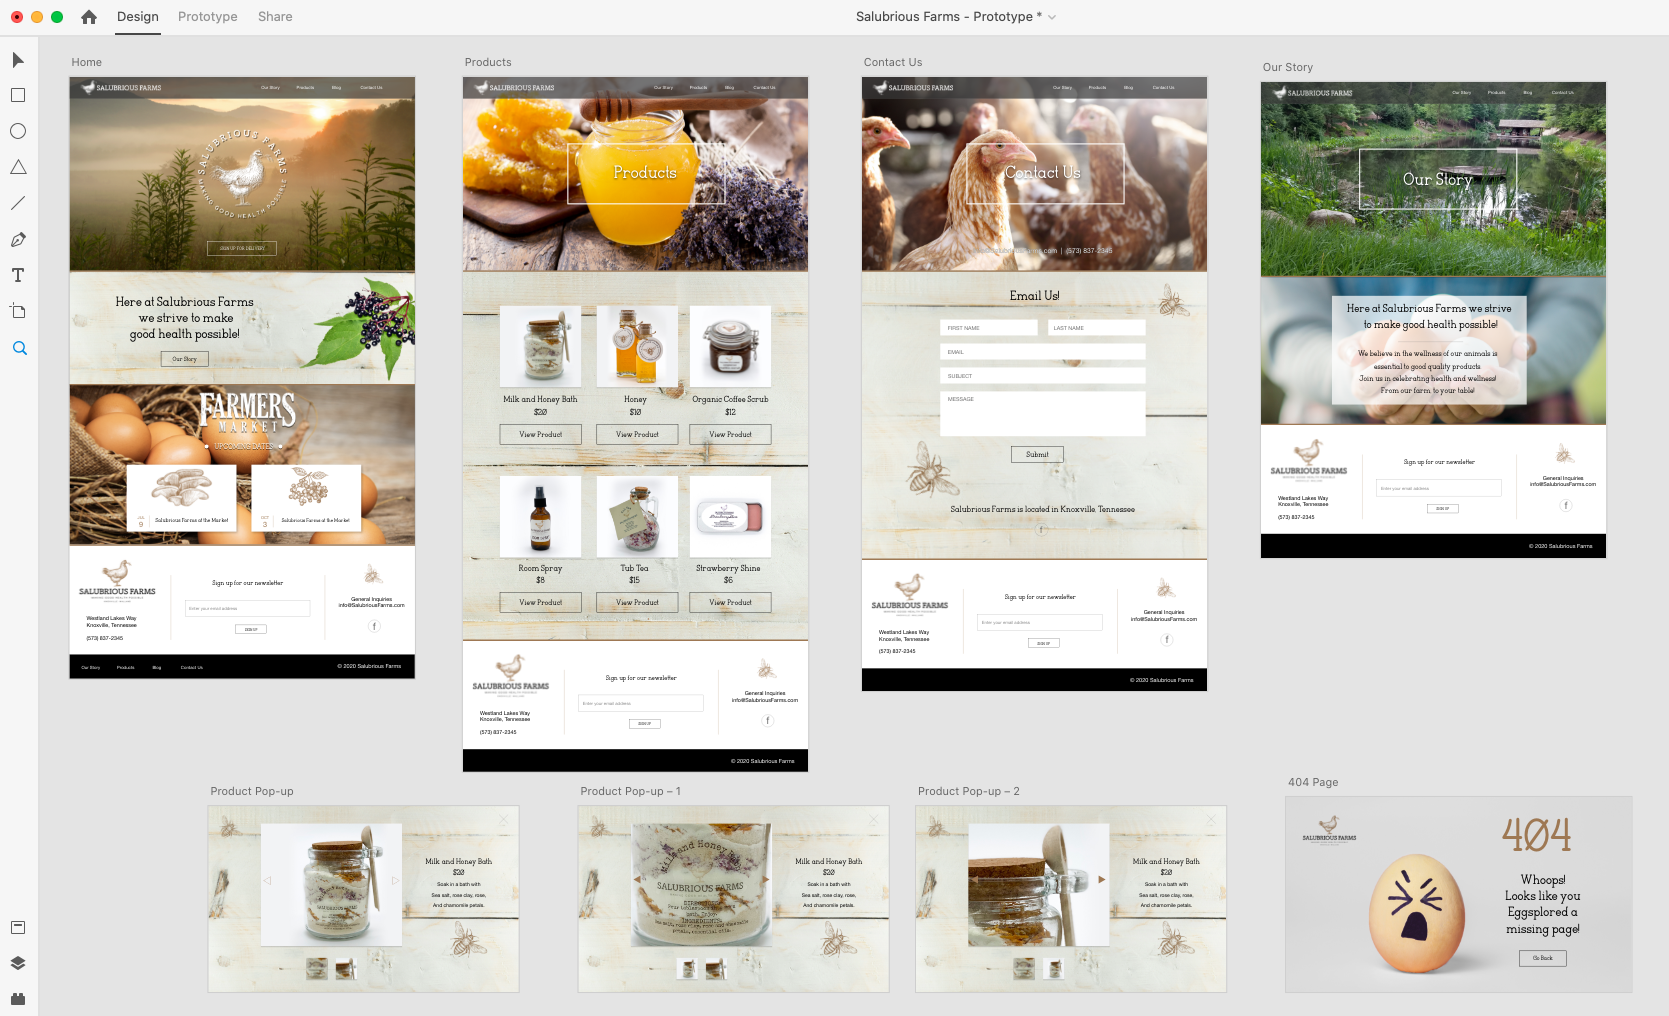 Design Prototype Share
Salubrious Farms - Prototype *
Home
SALUBRIOUS FARMS
Our Story Products Blog Contact Us
SALUBRIOUS FARMS
MAKING GOOD HEALTH POSSIBLE
SIGN UP FOR DELIVERY
Here at Salubrious Farms
we strive to make
good health possible!
Our Story
FARMERS
MARKET
UPCOMING DATES
9
Salubrious Farms at the Market
OCT
3
Salubrious Farms at the Market
SALUBRIOUS FARMS
Westland Lakes Way
Knoxville, Tennessee
(573) 837-2345
Sign up for our newsletter
Enter your email address
SIGN UP
General Inquiries
info@SalubriousFarms.com
f
Our Story Products Blog Contact Us
© 2020 Salubrious Farms
Products
SALUBRIOUS FARMS
Our Story Products Blog Contact Us
Products
Milk and Honey Bath
$20
View Product
Honey
$10
View Product
Organic Coffee Scrub
$12
View Product
Room Spray
$8
View Product
Tub Tea
$15
View Product
Strawberry Shine
$6
View Product
SALUBRIOUS FARMS
Westland Lakes Way
Knoxville, Tennessee
(573) 837-2345
Sign up for our newsletter
Enter your email address
SIGN UP
General Inquiries
info@SalubriousFarms.com
f
© 2020 Salubrious Farms
Contact Us
SALUBRIOUS FARMS
Our Story Products Blog Contact Us
Contact Us
.com | (573) 837-2345
Email Us!
FIRST NAME
LAST NAME
EMAIL
SUBJECT
MESSAGE
Submit
Salubrious Farms is located in Knoxville, Tennessee
f
SALUBRIOUS FARMS
Westland Lakes Way
Knoxville, Tennessee
(573) 837-2345
Sign up for our newsletter
Enter your email address
SIGN UP
General Inquiries
info@SalubriousFarms.com
f
© 2020 Salubrious Farms
Our Story
SALUBRIOUS FARMS
Our Story Products Blog Contact Us
Our Story
Here at Salubrious Farms we strive
to make good health possible!
We believe in the wellness of our animals is
essential to good quality products
Join us in celebrating health and wellness!
From our farm to your table!
SALUBRIOUS FARMS
Westland Lakes Way
Knoxville, Tennessee
(573) 837-2345
Sign up for our newsletter
Enter your email address
SIGN UP
General Inquiries
info@SalubriousFarms.com
f
© 2020 Salubrious Farms
Product Pop-up
Milk and Honey Bath
$20
Soak in a bath with
Sea salt, rose clay, rose,
And chamomile petals.
Product Pop-up – 1
Milk and Honey
SALUBRIOUS FARMS
Milk and Honey Bath
$20
Soak in a bath with
Sea salt, rose clay, rose,
And chamomile petals.
Product Pop-up – 2
Milk and Honey Bath
$20
Soak in a bath with
Sea salt, rose clay, rose,
And chamomile petals.
404 Page
SALUBRIOUS FARMS
404
Whoops!
Looks like you
Eggsplored a
missing page!
Go Back